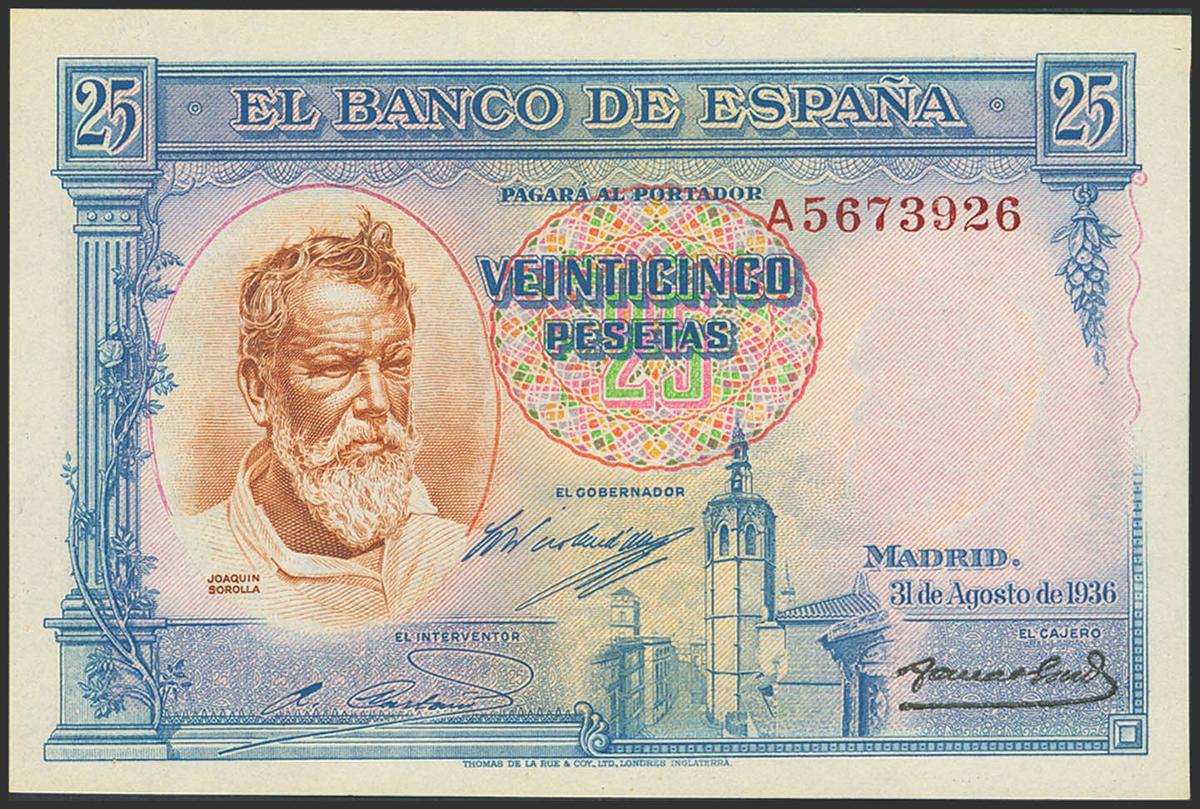 25 EL BANCO DE ESPAÑA 25
PAGARÁ AL PORTADOR
A5673926
VEINTICINCO
PESETAS
25
EL GOBERNADOR
MADRID.
31 de Agosto de 1936
JOAQUIN
SOROLLA
EL INTERVENTOR
EL CAJERO
THOMAS DE LA RUE & COY., LTD., LONDRES INGLATERRA.